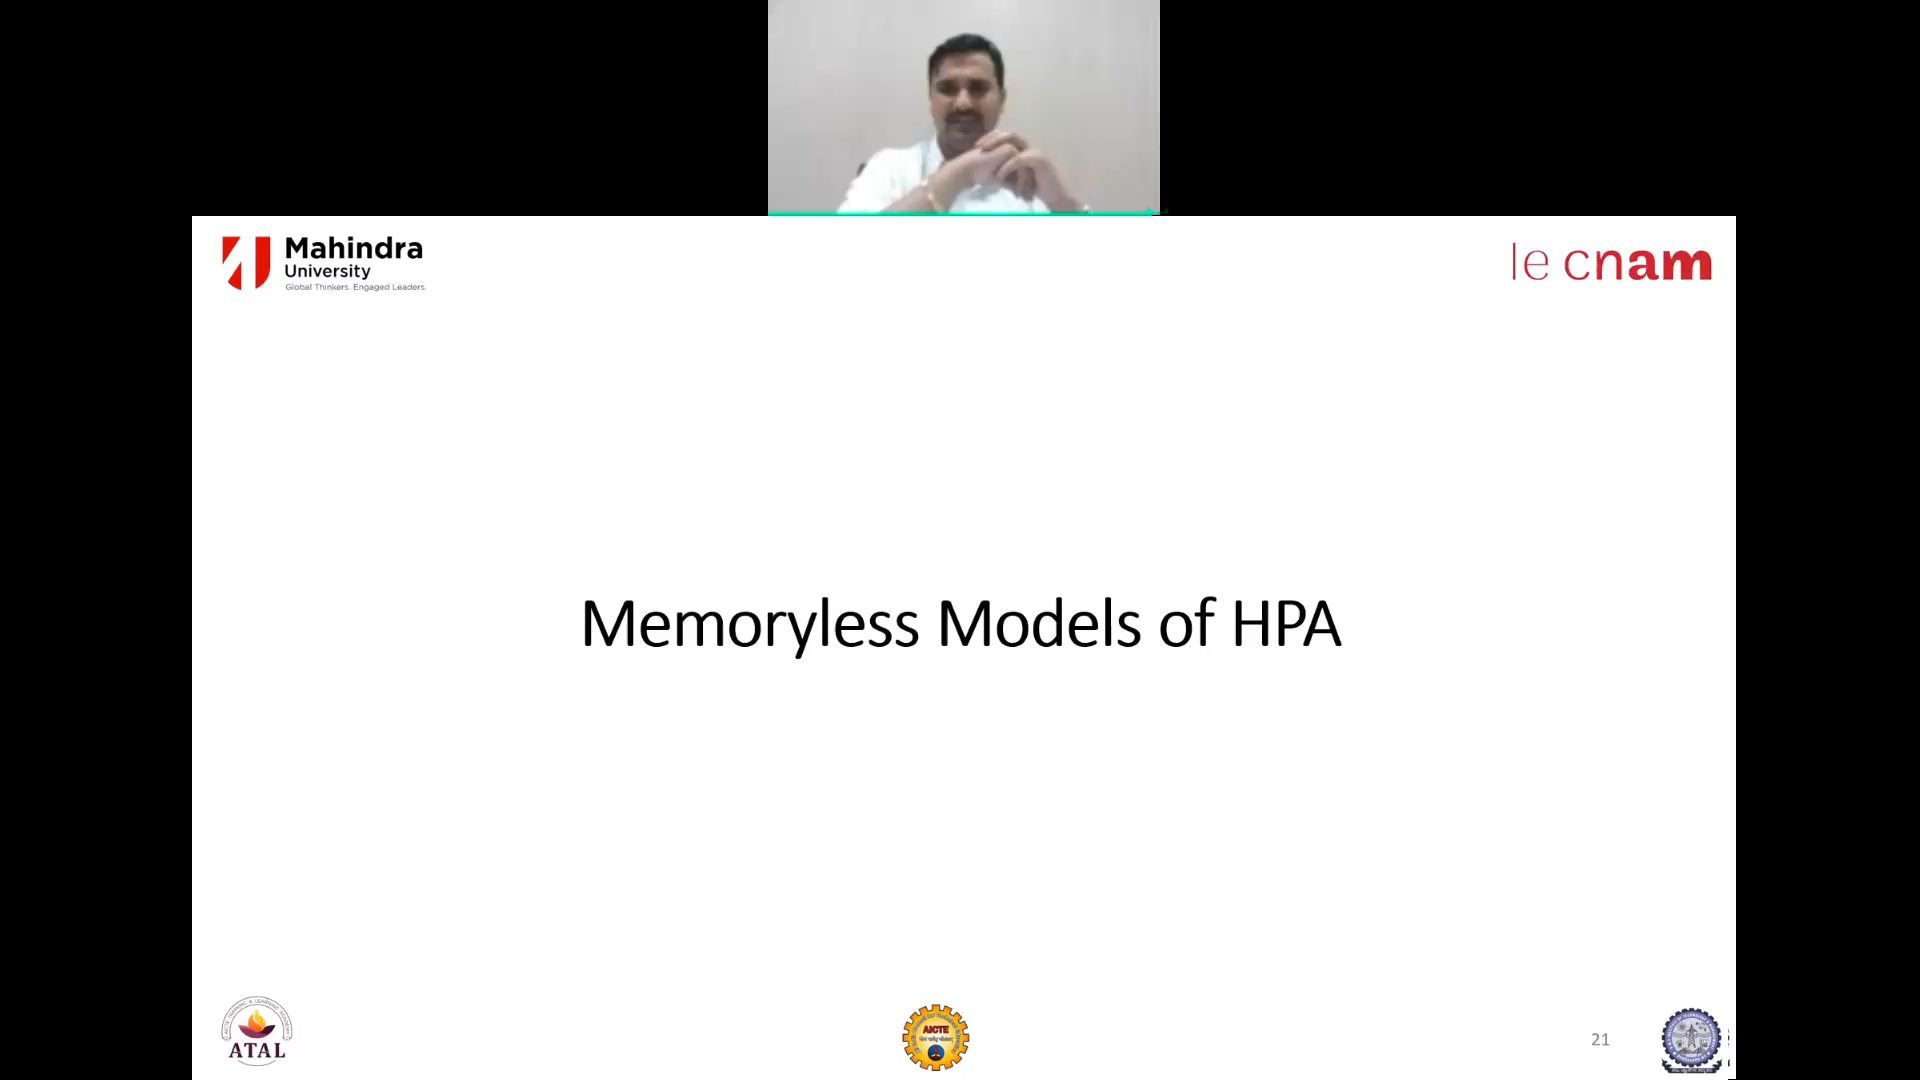 Mahindra
University
Global Thinkers. Engaged Leaders.
le cnam
Memoryless Models of HPA
ATAL
AICTE
21